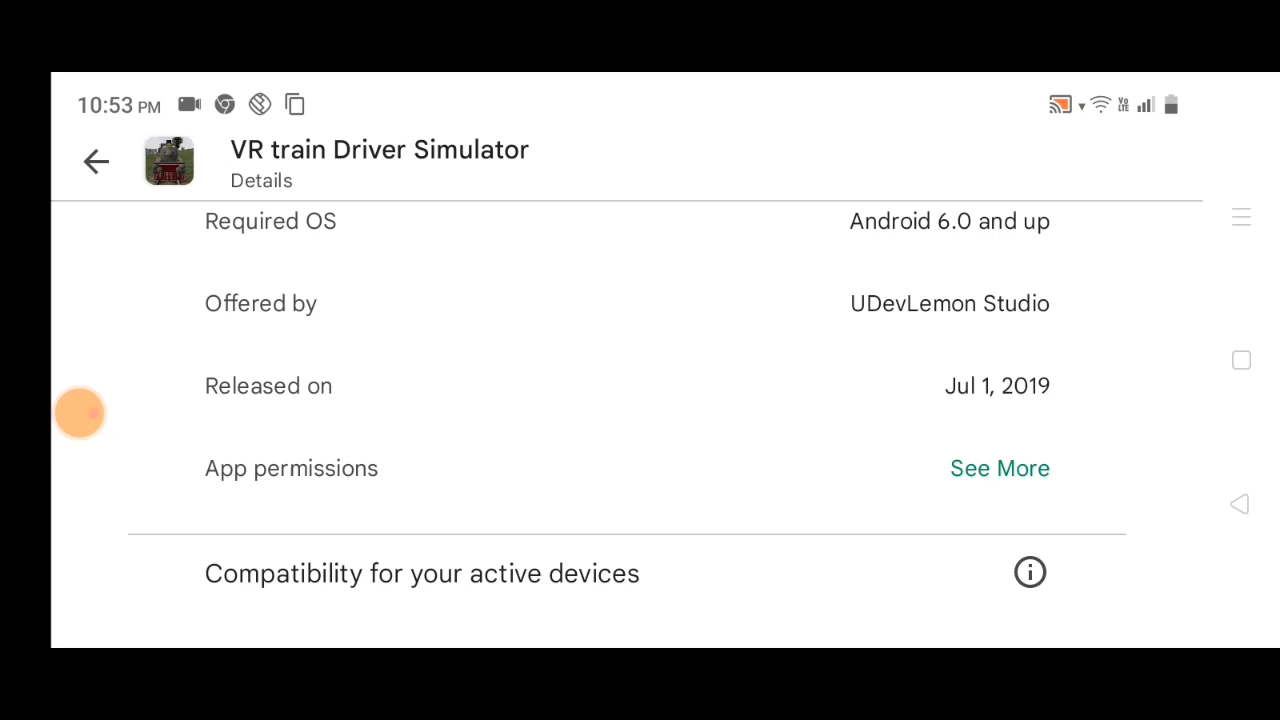 10:53 PM
VR train Driver Simulator
Details
Required OS Android 6.0 and up
Offered by UDevLemon Studio
Released on Jul 1, 2019
App permissions See More
Compatibility for your active devices